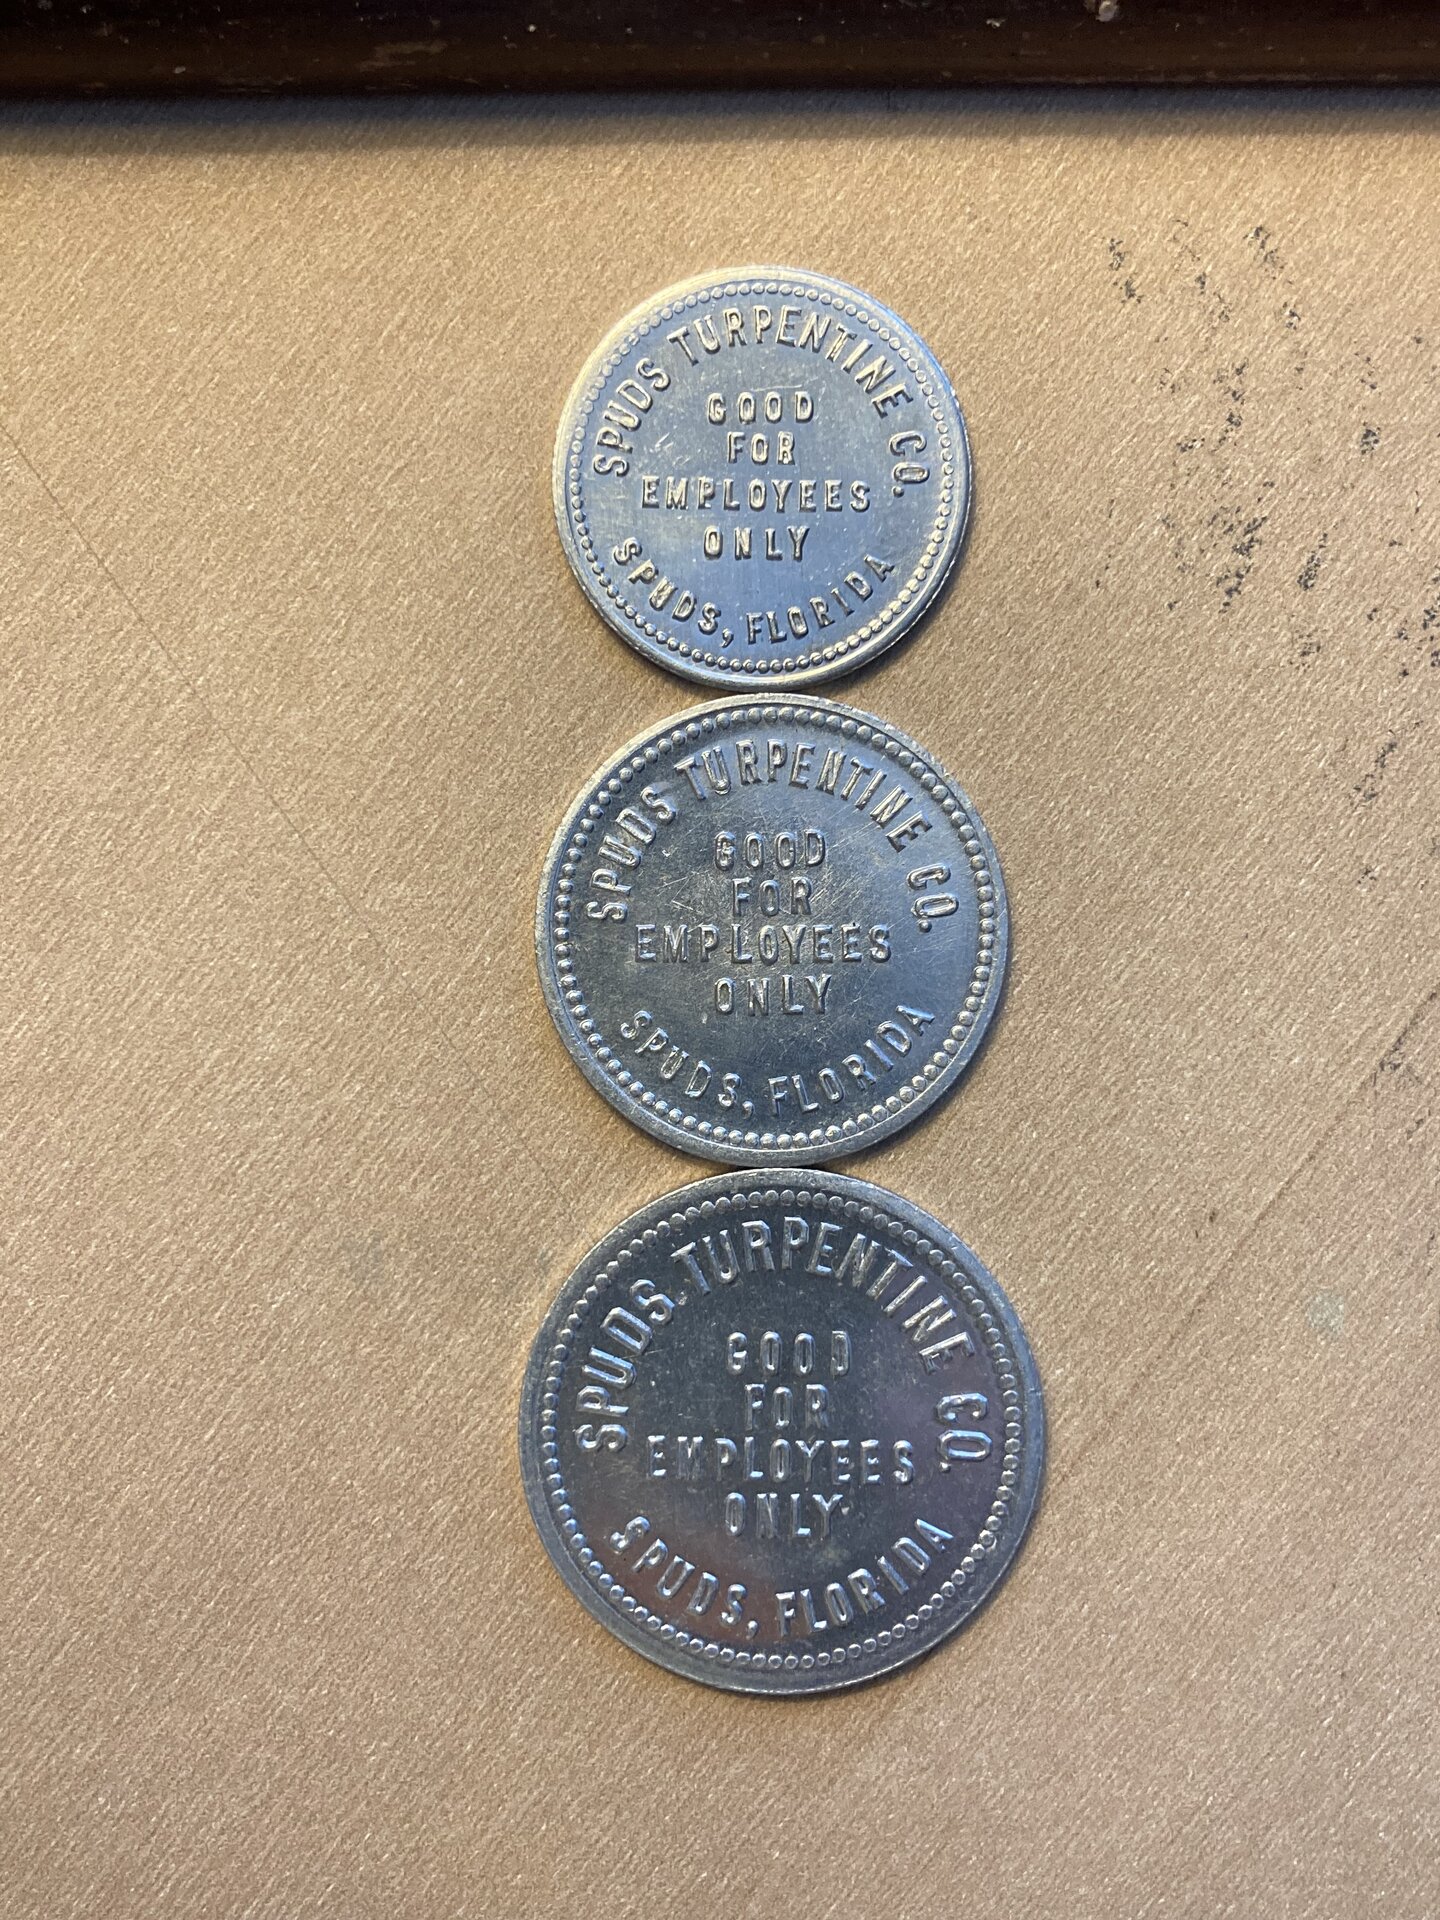 SPUDS TURPENTINE CO.
GOOD
FOR
EMPLOYEES
ONLY
SPUDS, FLORIDA
SPUDS TURPENTINE CO.
GOOD
FOR
EMPLOYEES
ONLY
SPUDS, FLORIDA
SPUDS TURPENTINE CO.
GOOD
FOR
EMPLOYEES
ONLY
SPUDS, FLORIDA